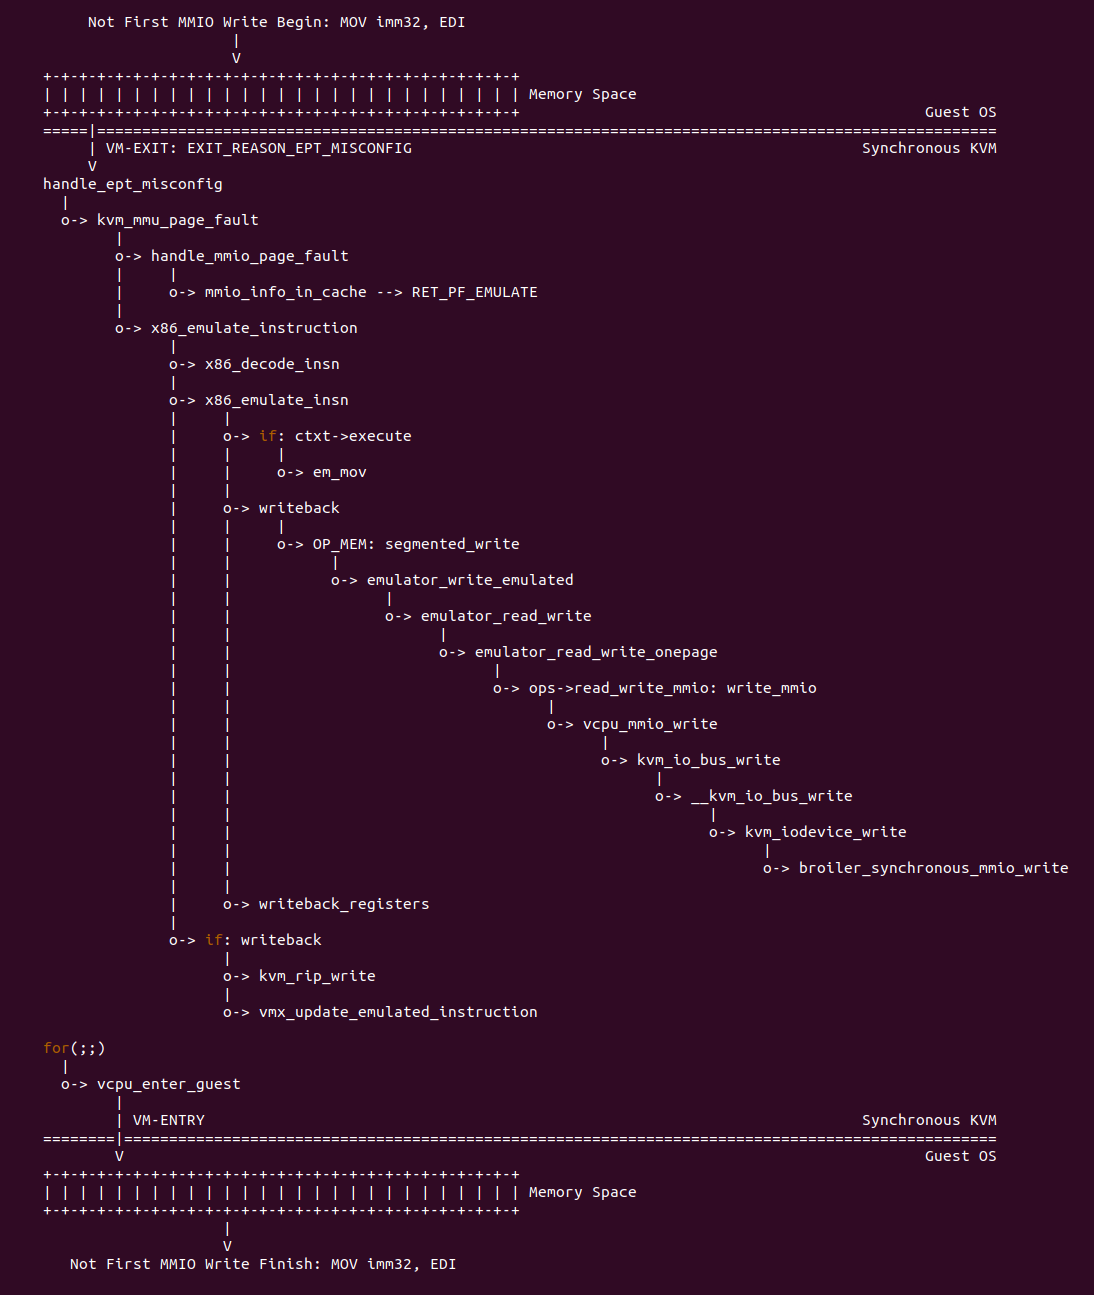 Not First MMIO Write Begin: MOV imm32, EDI
                     |
                     V
+-+-+-+-+-+-+-+-+-+-+-+-+-+-+-+-+-+-+-+-+-+-+-+-+-+-+
| | | | | | | | | | | | | | | | | | | | | | | | | | | Memory Space
+-+-+-+-+-+-+-+-+-+-+-+-+-+-+-+-+-+-+-+-+-+-+-+-+-+-+                                             Guest OS
=====|====================================================================================================
     | VM-EXIT: EXIT_REASON_EPT_MISCONFIG                                                  Synchronous KVM
     V
handle_ept_misconfig
  |
  o-> kvm_mmu_page_fault
        |
        o-> handle_mmio_page_fault
        |     |
        |     o-> mmio_info_in_cache --> RET_PF_EMULATE
        |
        o-> x86_emulate_instruction
              |
              o-> x86_decode_insn
              |
              o-> x86_emulate_insn
              |     |
              |     o-> if: ctxt->execute
              |     |     |
              |     |     o-> em_mov
              |     |
              |     o-> writeback
              |     |     |
              |     |     o-> OP_MEM: segmented_write
              |     |           |
              |     |           o-> emulator_write_emulated
              |     |                 |
              |     |                 o-> emulator_read_write
              |     |                       |
              |     |                       o-> emulator_read_write_onepage
              |     |                             |
              |     |                             o-> ops->read_write_mmio: write_mmio
              |     |                                   |
              |     |                                   o-> vcpu_mmio_write
              |     |                                         |
              |     |                                         o-> kvm_io_bus_write
              |     |                                               |
              |     |                                               o-> __kvm_io_bus_write
              |     |                                                     |
              |     |                                                     o-> kvm_iodevice_write
              |     |                                                           |
              |     |                                                           o-> broiler_synchronous_mmio_write
              |     |
              |     o-> writeback_registers
              |
              o-> if: writeback
                    |
                    o-> kvm_rip_write
                    |
                    o-> vmx_update_emulated_instruction

for(;;)
  |
  o-> vcpu_enter_guest
        |
        | VM-ENTRY                                                                         Synchronous KVM
========|=================================================================================================
        V                                                                                         Guest OS
+-+-+-+-+-+-+-+-+-+-+-+-+-+-+-+-+-+-+-+-+-+-+-+-+-+-+
| | | | | | | | | | | | | | | | | | | | | | | | | | | Memory Space
+-+-+-+-+-+-+-+-+-+-+-+-+-+-+-+-+-+-+-+-+-+-+-+-+-+-+
                    |
                    V
   Not First MMIO Write Finish: MOV imm32, EDI